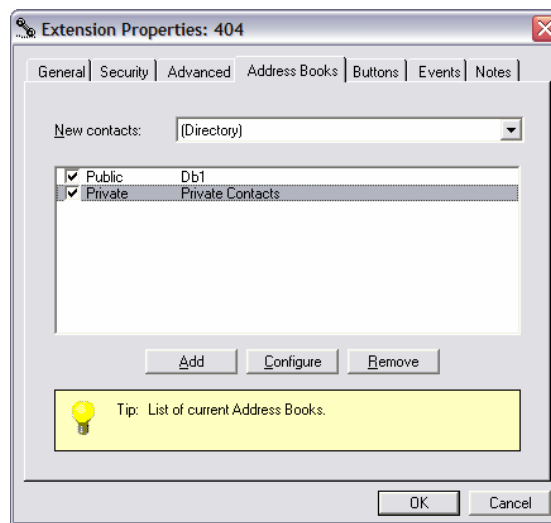 Extension Properties: 404
General Security Advanced Address Books Buttons Events Notes
New contacts: (Directory)
Public Db1
Private Private Contacts
Add Configure Remove
Tip: List of current Address Books.
OK Cancel